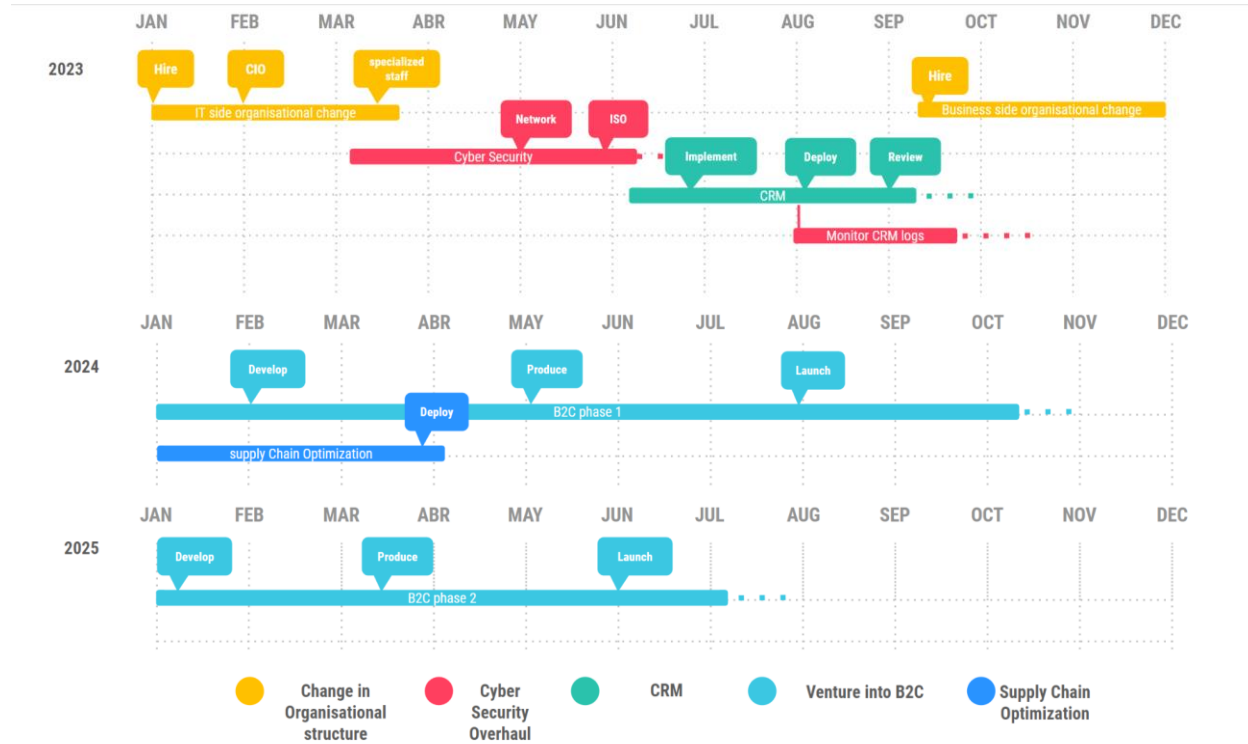 JAN FEB MAR ABR MAY JUN JUL AUG SEP OCT NOV DEC
2023
Hire CIO specialized
staff
Hire
IT side organisational change
Business side organisational change
Network ISO
Cyber Security
Implement Deploy Review
CRM
Monitor CRM logs
JAN FEB MAR ABR MAY JUN JUL AUG SEP OCT NOV DEC
2024
Develop Produce Launch
Deploy
B2C phase 1
supply Chain Optimization
JAN FEB MAR ABR MAY JUN JUL AUG SEP OCT NOV DEC
2025
Develop Produce Launch
B2C phase 2
Change in
Organisational
structure
Cyber
Security
Overhaul
CRM
Venture into B2C
Supply Chain
Optimization